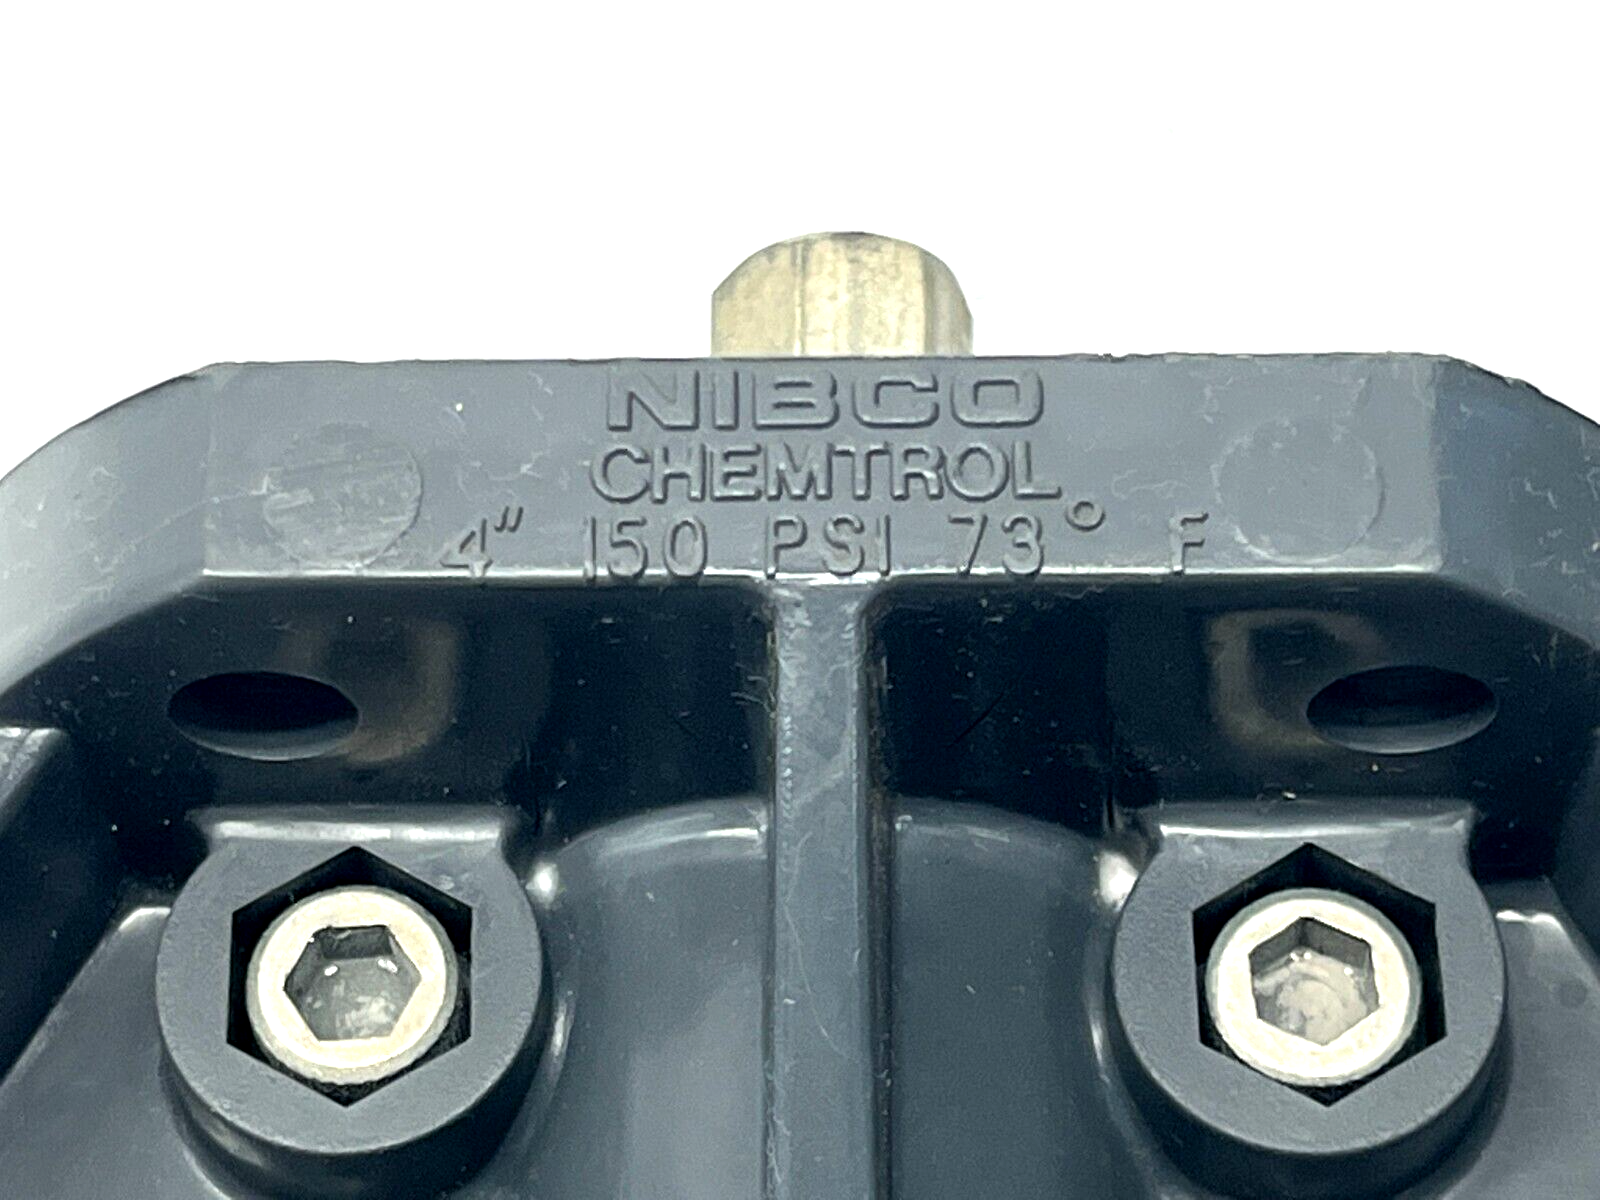 NIBCO
CHEMTROL
4" 150 PSI 73° F